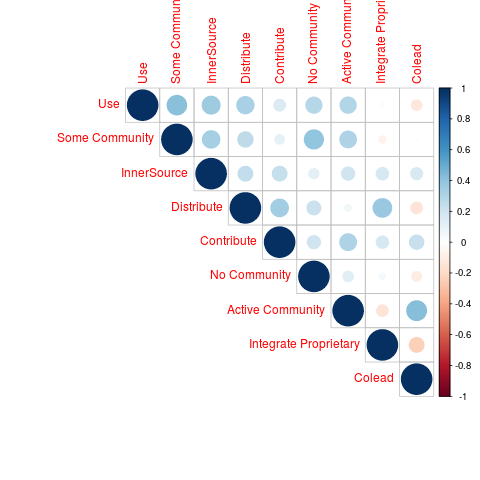 Use
Some Commun
InnerSource
Distribute
Contribute
No Community
Active Commun
Integrate Propri
Colead
Use
Some Community
InnerSource
Distribute
Contribute
No Community
Active Community
Integrate Proprietary
Colead
1
0.8
0.6
0.4
0.2
0
-0.2
-0.4
-0.6
-0.8
-1